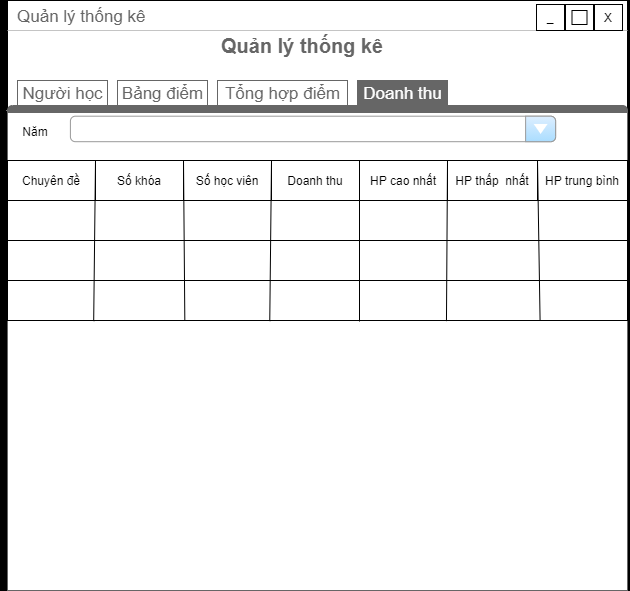 Quản lý thống kê
_ X
Quản lý thống kê
Người học Bảng điểm Tổng hợp điểm Doanh thu
Năm
Chuyên đề Số khóa Số học viên Doanh thu HP cao nhất HP thấp nhất HP trung bình